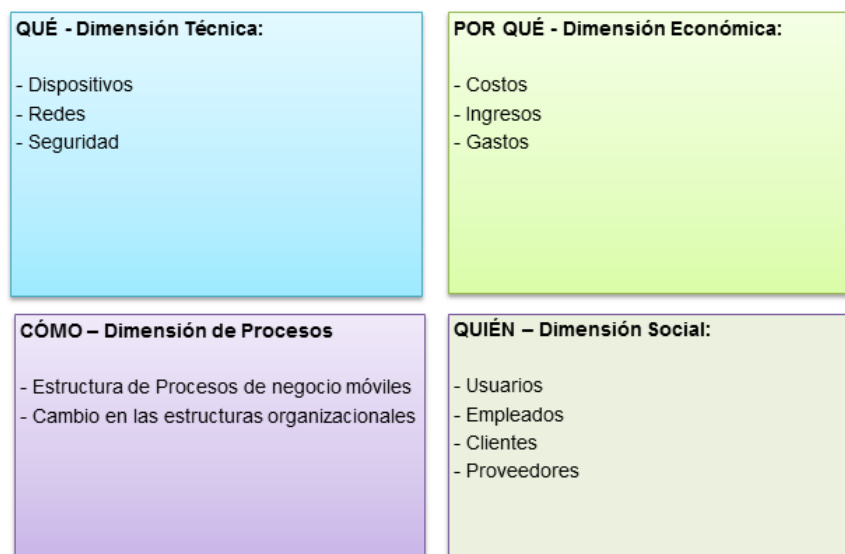 QUÉ - Dimensión Técnica:
- Dispositivos
- Redes
- Seguridad
POR QUÉ - Dimensión Económica:
- Costos
- Ingresos
- Gastos
CÓMO – Dimensión de Procesos
- Estructura de Procesos de negocio móviles
- Cambio en las estructuras organizacionales
QUIÉN – Dimensión Social:
- Usuarios
- Empleados
- Clientes
- Proveedores